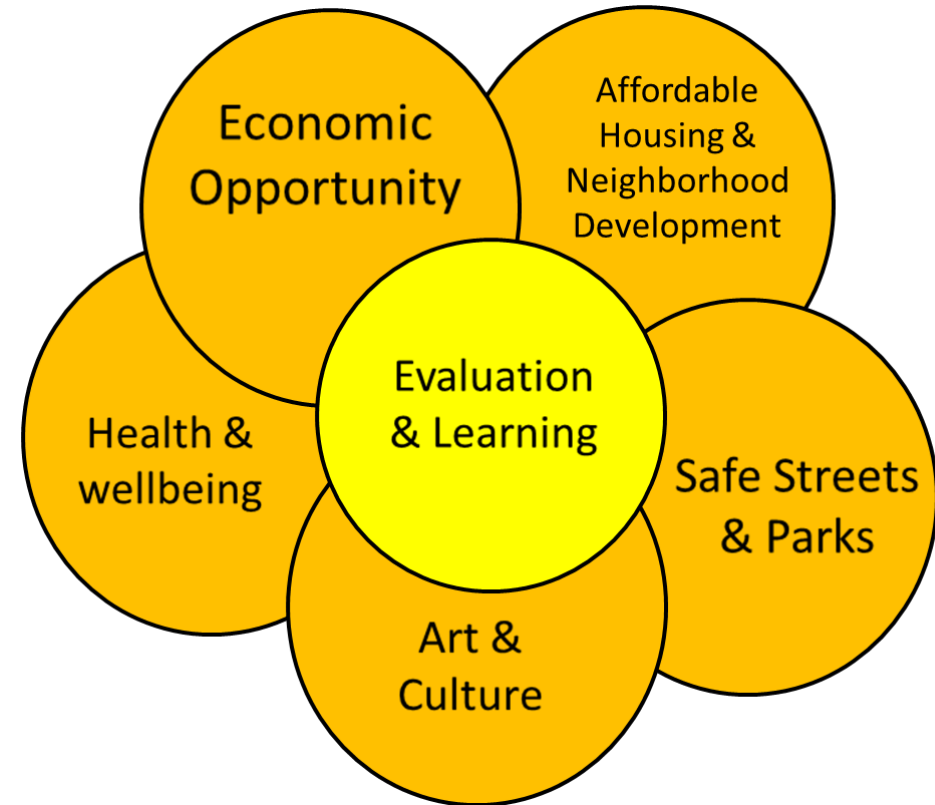 Economic
Opportunity
Affordable
Housing &
Neighborhood
Development
Evaluation
& Learning
Health &
wellbeing
Safe Streets
& Parks
Art &
Culture